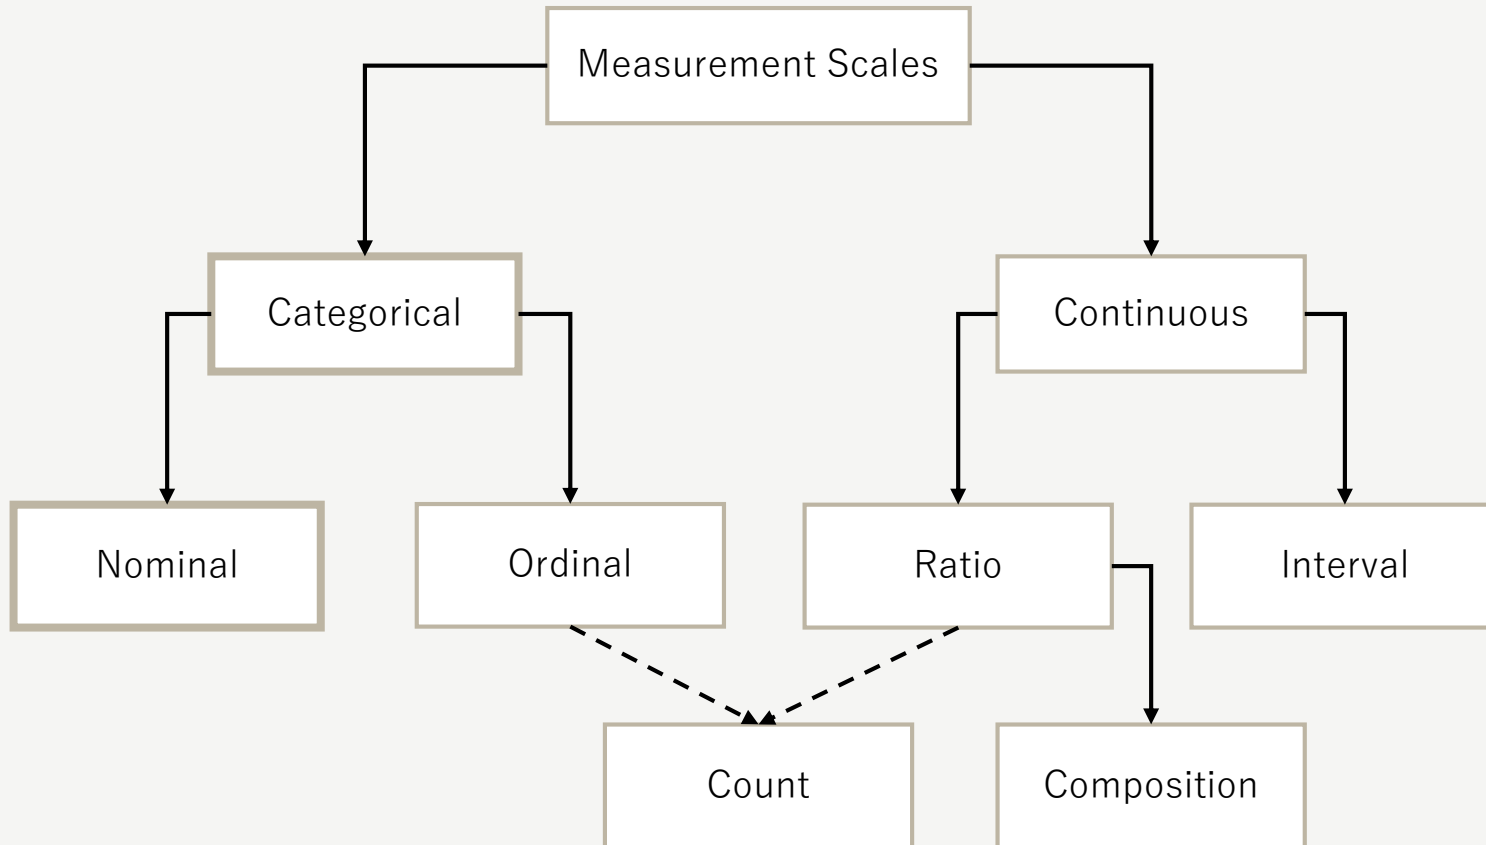 Measurement Scales
Categorical
Continuous
Nominal
Ordinal
Ratio
Interval
Count
Composition